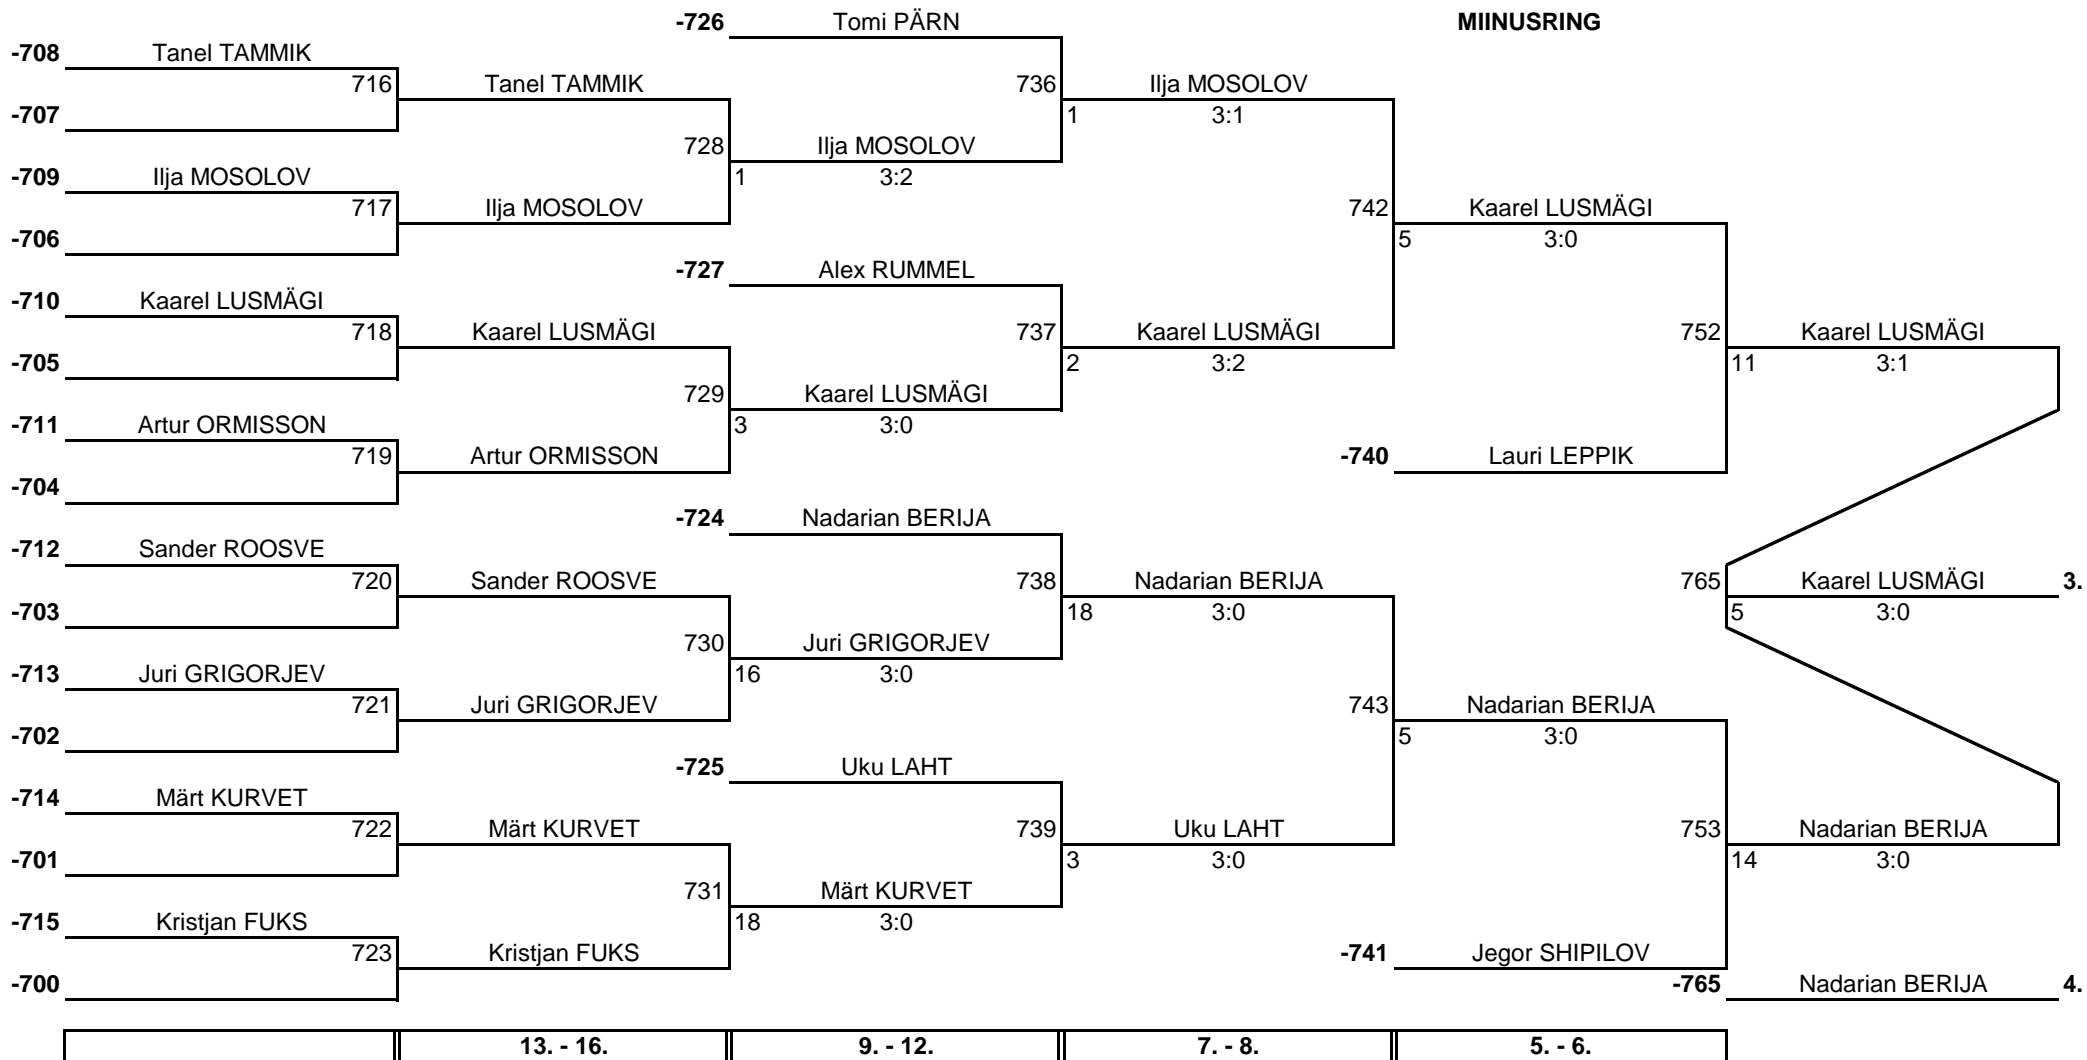 -726 Tomi PÄRN MIINUSRING
-708 Tanel TAMMIK
716 Tanel TAMMIK 736 Ilja MOSOLOV
-707 1 3:1
728 Ilja MOSOLOV
-709 Ilja MOSOLOV 1 3:2
717 Ilja MOSOLOV 742 Kaarel LUSMÄGI
-706 5 3:0
-727 Alex RUMMEL
-710 Kaarel LUSMÄGI
718 Kaarel LUSMÄGI 737 Kaarel LUSMÄGI 752 Kaarel LUSMÄGI
-705 2 3:2 11 3:1
729 Kaarel LUSMÄGI
-711 Artur ORMISSON 3 3:0
719 Artur ORMISSON -740 Lauri LEPPIK
-704
-724 Nadarian BERIJA
-712 Sander ROOSVE
720 Sander ROOSVE 738 Nadarian BERIJA 765 Kaarel LUSMÄGI 3.
-703 18 3:0 5 3:0
730 Juri GRIGORJEV
-713 Juri GRIGORJEV 16 3:0
721 Juri GRIGORJEV 743 Nadarian BERIJA
-702 5 3:0
-725 Uku LAHT
-714 Märt KURVET
722 Märt KURVET 739 Uku LAHT 753 Nadarian BERIJA
-701 3 3:0 14 3:0
731 Märt KURVET
-715 Kristjan FUKS 18 3:0
723 Kristjan FUKS -741 Jegor SHIPILOV
-700 -765 Nadarian BERIJA 4.
13. - 16. 9. - 12. 7. - 8. 5. - 6.